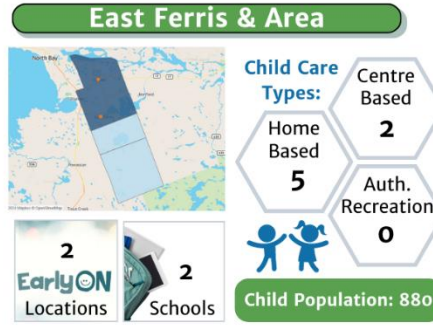 East Ferris & Area
North Bay
Child Care
Types:
Centre
Based
2
Home
Based
5
Auth.
Recreation
0
2
EarlyON
Locations
2
Schools
Child Population: 880